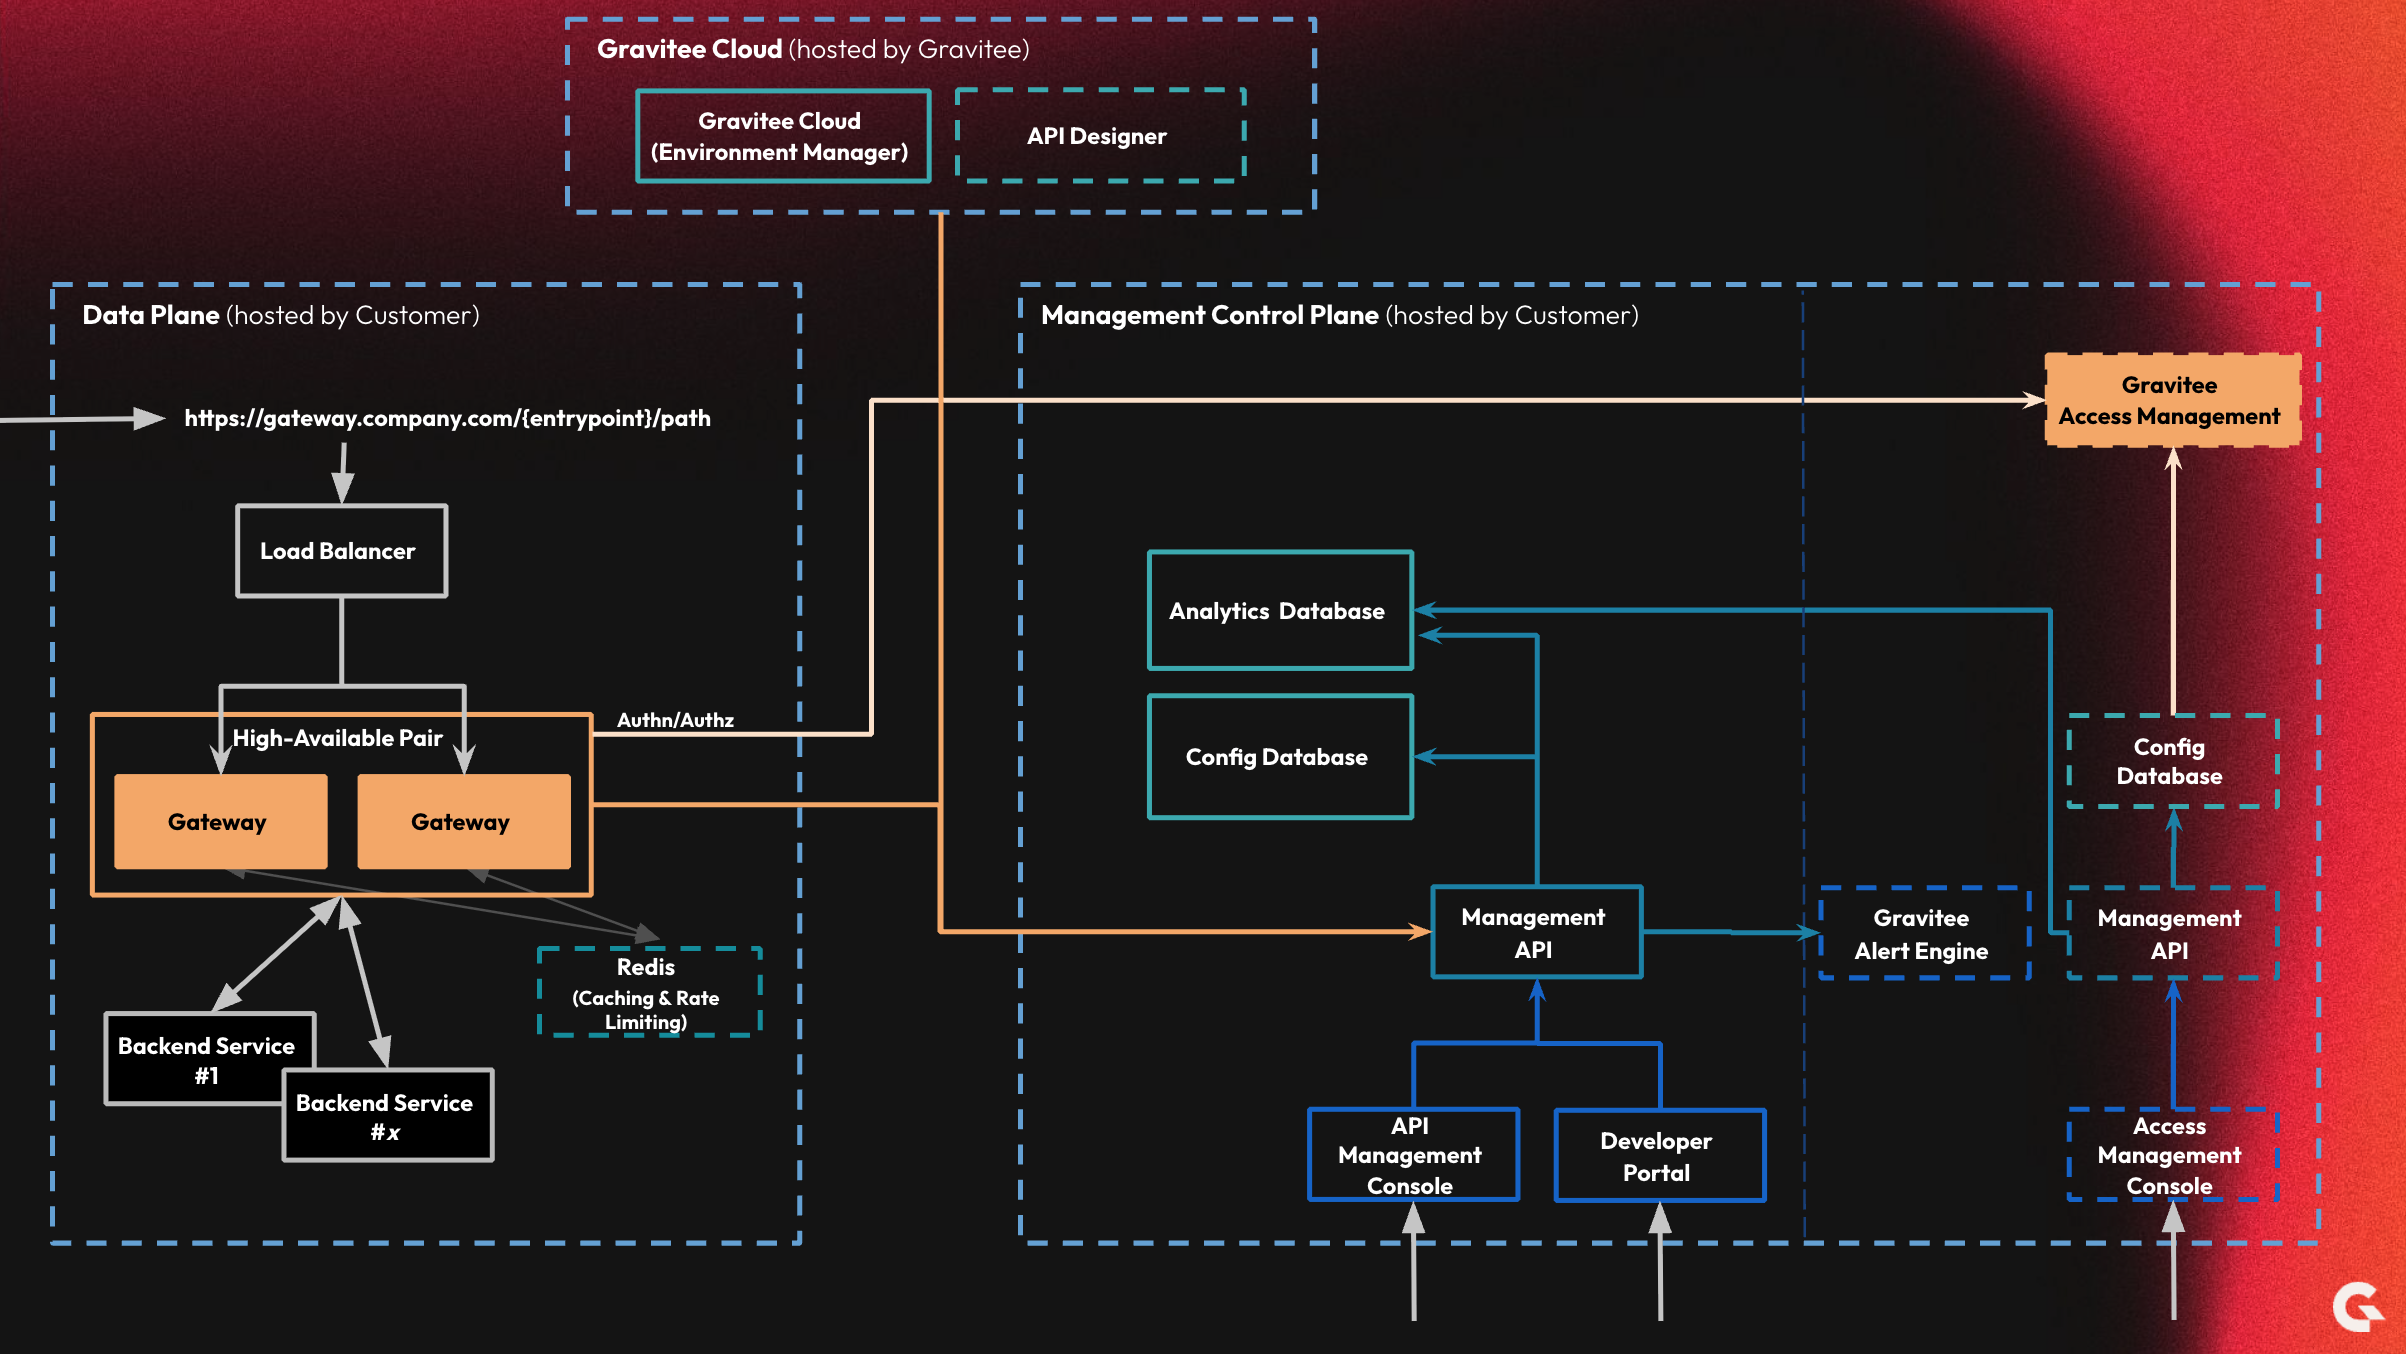 Gravitee Cloud (hosted by Gravitee)
Gravitee Cloud
(Environment Manager)
API Designer
Data Plane (hosted by Customer)
https://gateway.company.com/{entrypoint}/path
Load Balancer
Authn/Authz
High-Available Pair
Gateway
Gateway
Redis
(Caching & Rate
Limiting)
Backend Service
#1
Backend Service
#x
Management Control Plane (hosted by Customer)
Gravitee
Access Management
Analytics Database
Config Database
Config
Database
Management
API
Gravitee
Alert Engine
Management
API
API
Management
Console
Developer
Portal
Access
Management
Console